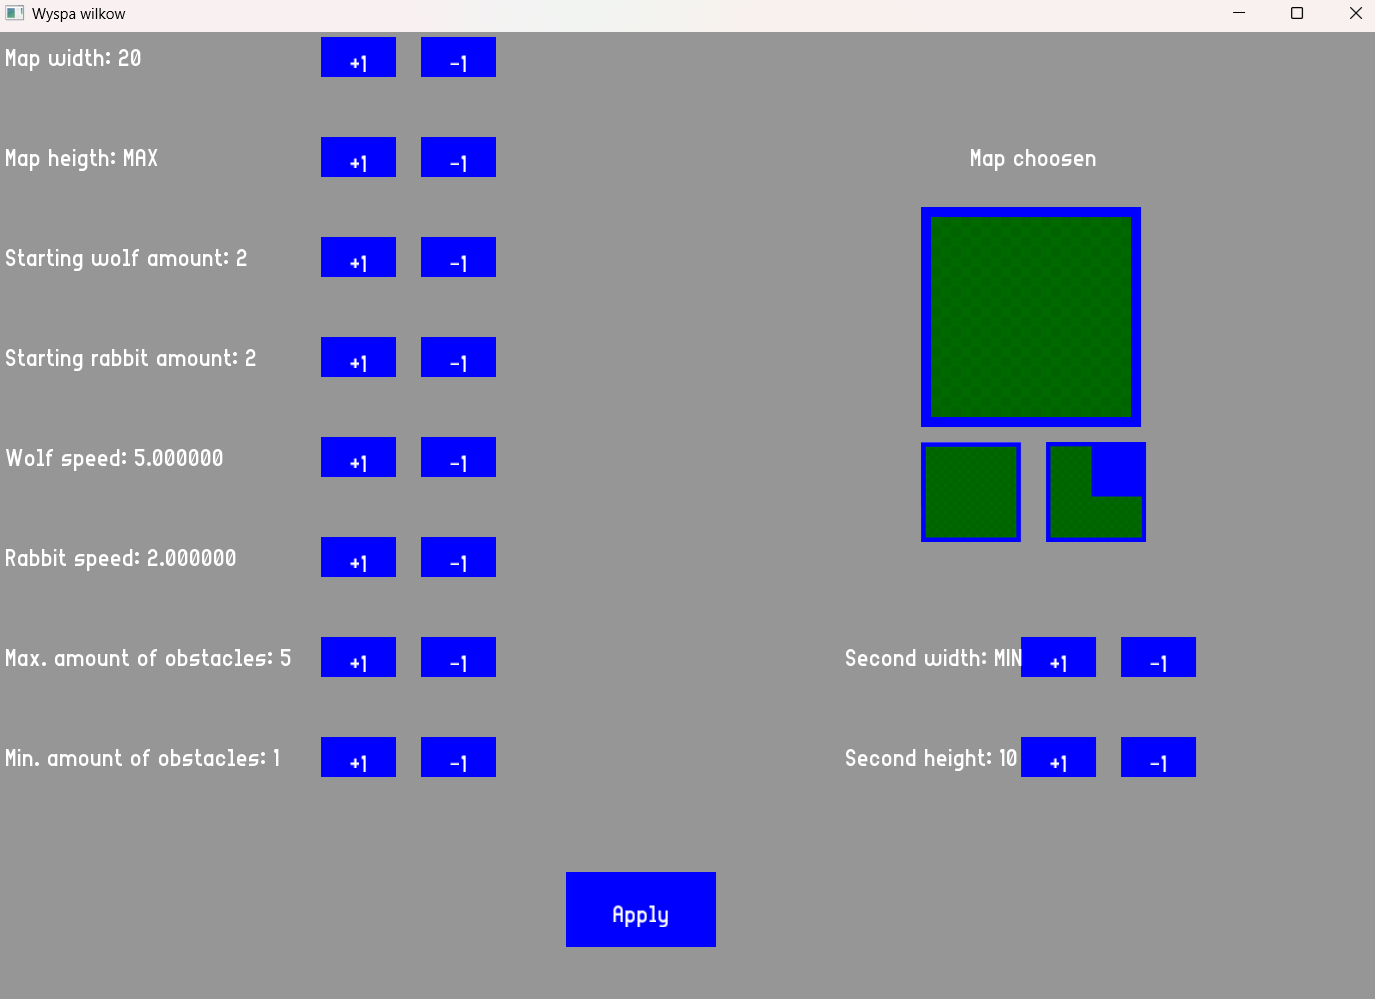 Wyspa wilkow
Map width: 20 +1 -1
Map heigth: MAX +1 -1
Map choosen
Starting wolf amount: 2 +1 -1
Starting rabbit amount: 2 +1 -1
Wolf speed: 5.000000 +1 -1
Rabbit speed: 2.000000 +1 -1
Max. amount of obstacles: 5 +1 -1
Second width: MIN +1 -1
Min. amount of obstacles: 1 +1 -1
Second height: 10 +1 -1
Apply